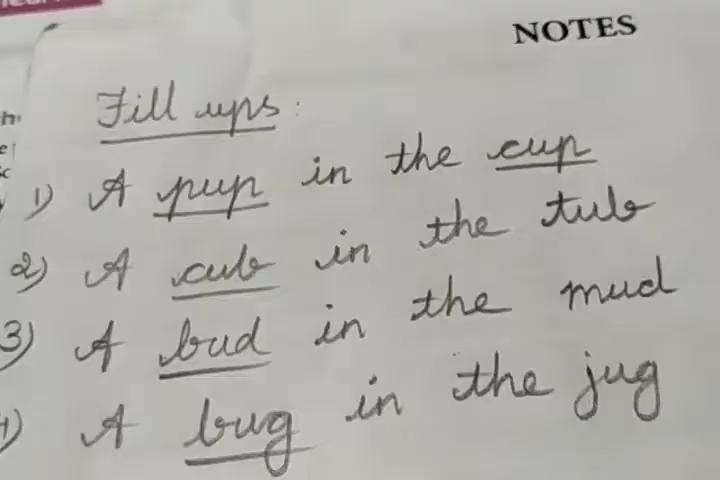 NOTES
Fill ups:
1) A pup in the cup
2) A cub in the tub
3) A bud in the mud
4) A bug in the jug